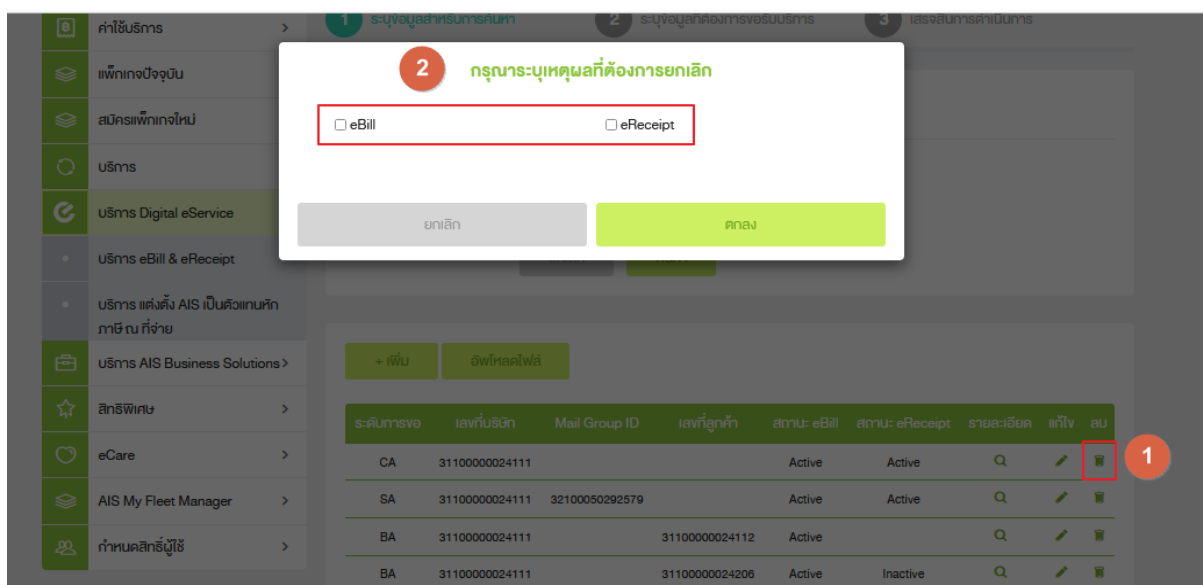 ค่าใช้บริการ
1 ระบุข้อมูลสำหรับการค้นหา 2 ระบุข้อมูลที่ต้องการขอรับบริการ 3 เสร็จสิ้นการดำเนินการ
แพ็กเกจปัจจุบัน
2 กรุณาระบุเหตุผลที่ต้องการยกเลิก
สมัครแพ็กเกจใหม่
eBill eReceipt
บริการ
บริการ Digital eService
ยกเลิก ตกลง
บริการ eBill & eReceipt
บริการ แต่งตั้ง AIS เป็นตัวแทนหัก
ภาษี ณ ที่จ่าย
บริการ AIS Business Solutions
+ เพิ่ม อัพโหลดไฟล์
สิทธิพิเศษ
ระดับการขอ เลขที่บริษัท Mail Group ID เลขที่ลูกค้า สถานะ eBill สถานะ eReceipt รายละเอียด แก้ไข ลบ
eCare
CA 31100000024111 Active Active 1
AIS My Fleet Manager
SA 31100000024111 32100050292579 Active Active
กำหนดสิทธิ์ผู้ใช้
BA 31100000024111 31100000024112 Active
BA 31100000024111 31100000024206 Active Inactive